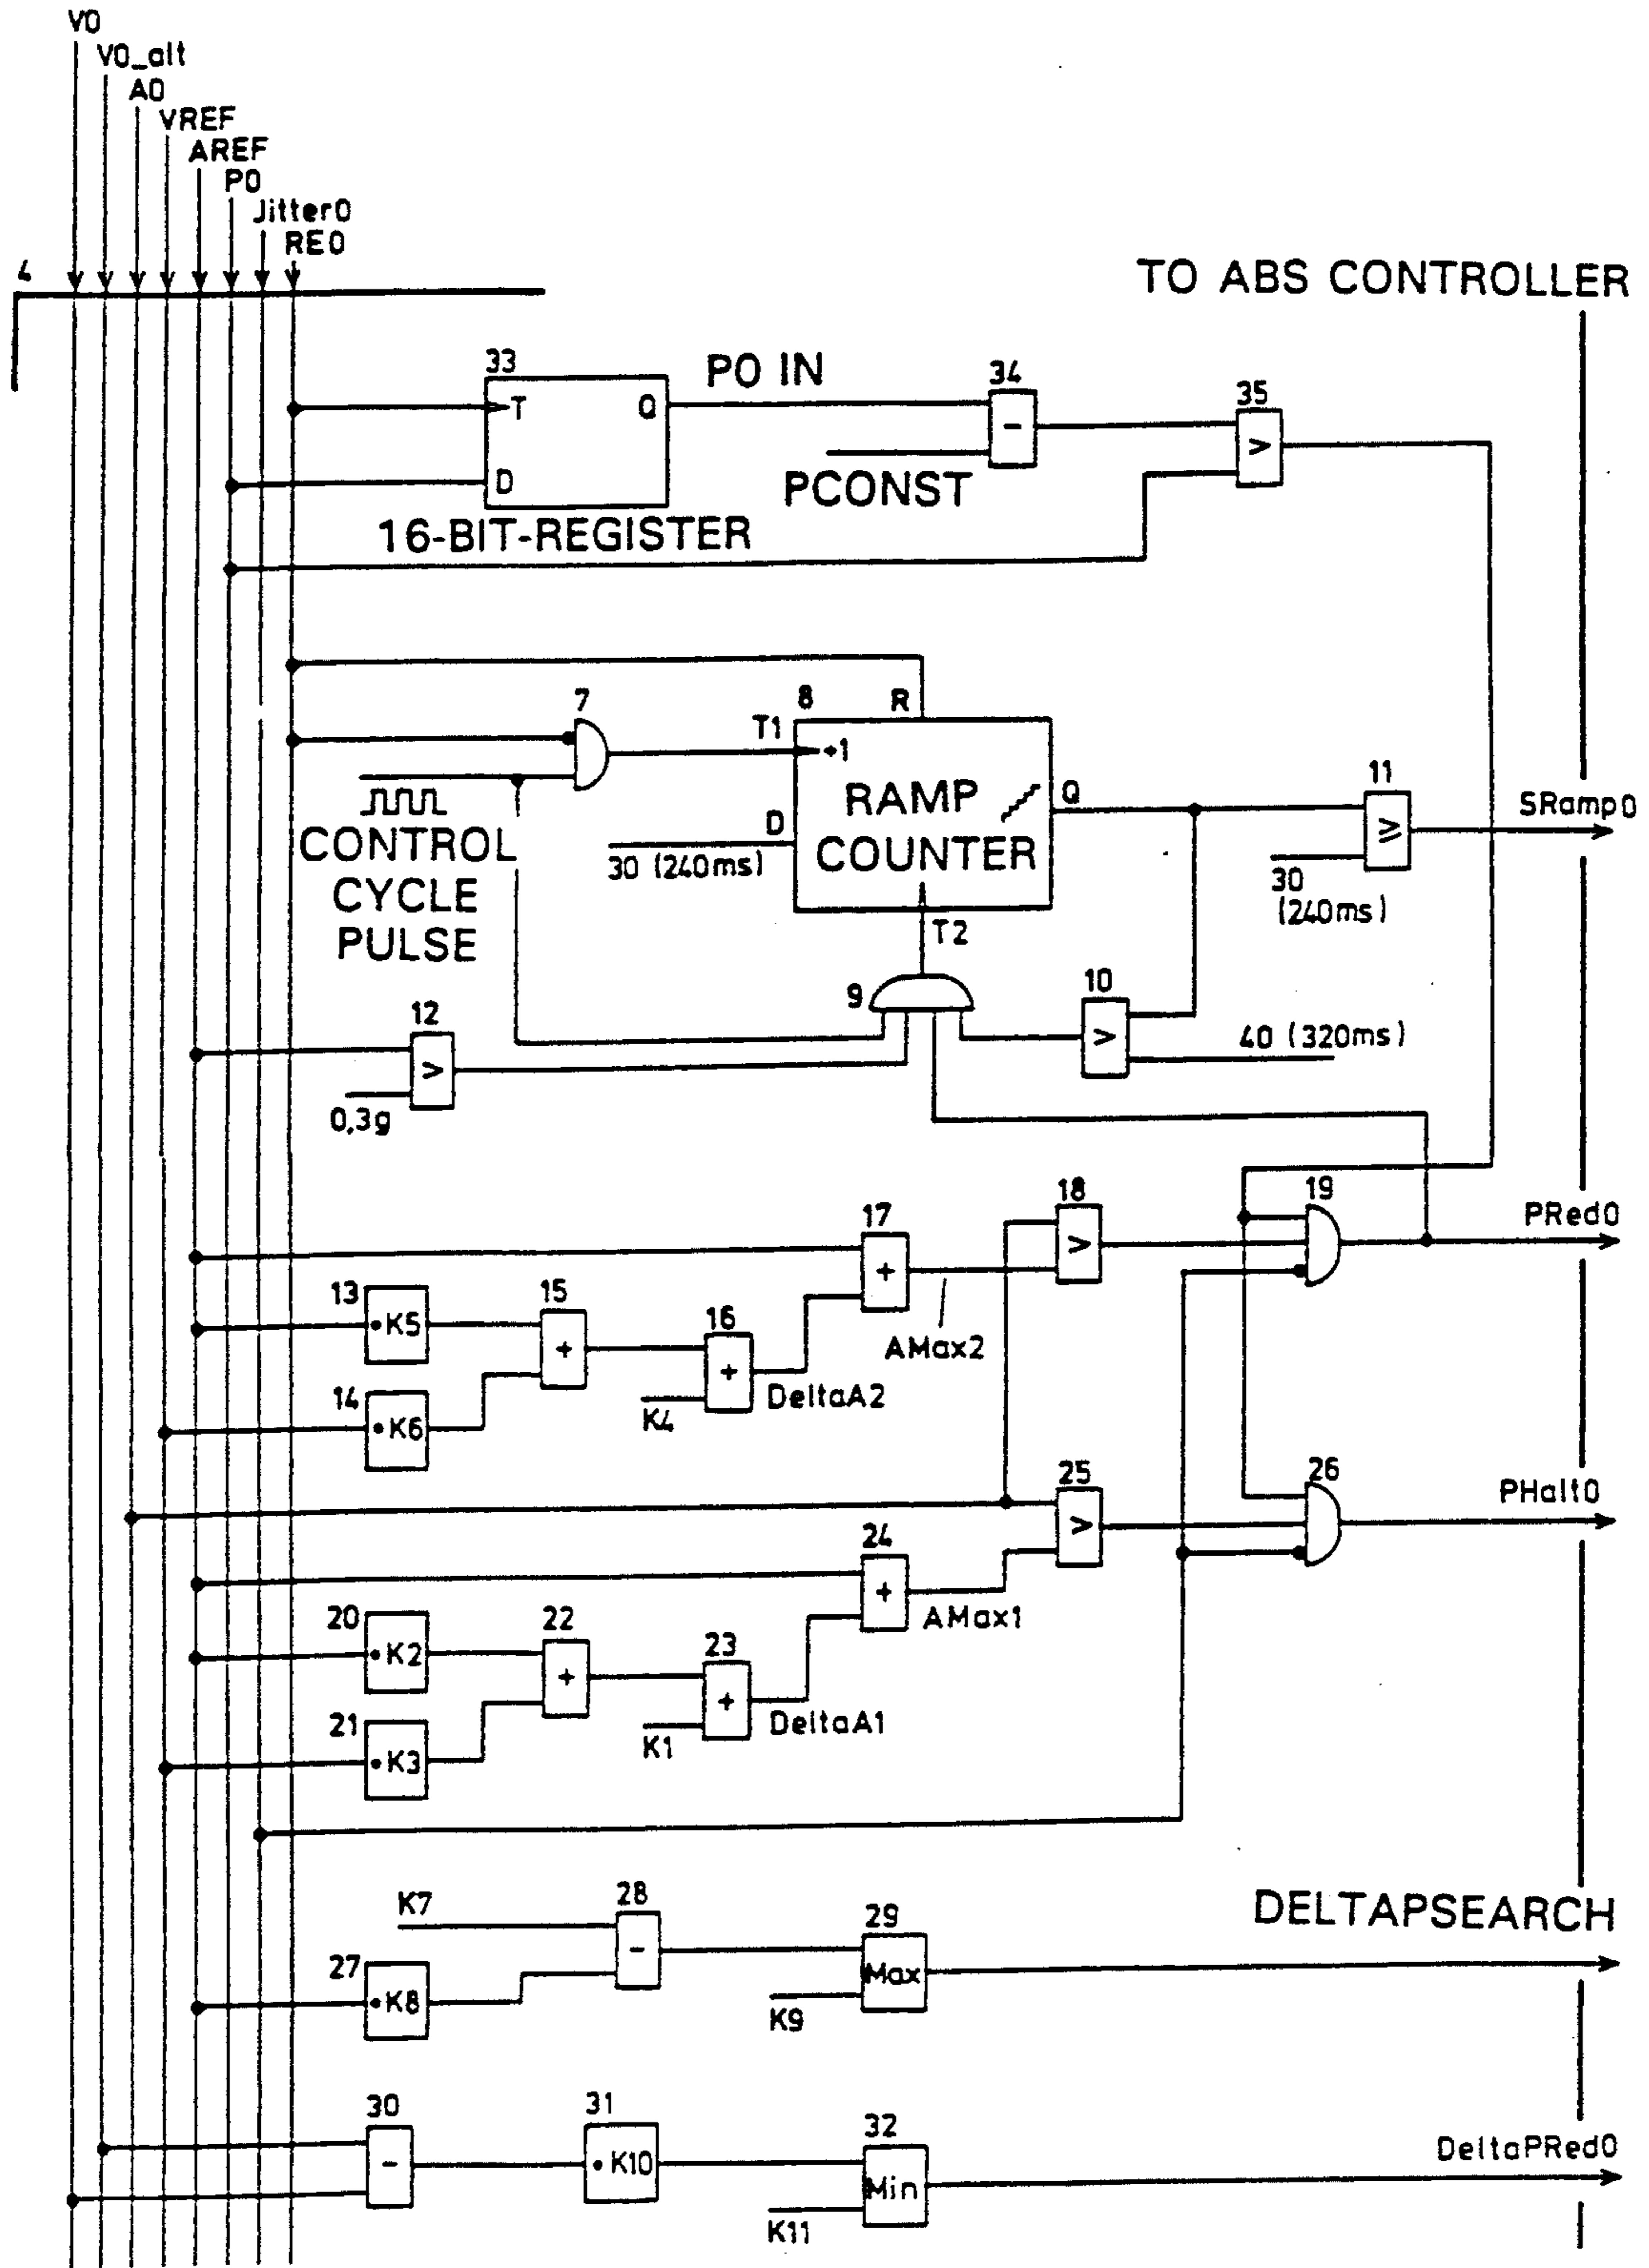 V0
V0_alt
A0
VREF
AREF
P0
Jitter0
RE0
4
TO ABS CONTROLLER
33
P0 IN
34
35
T
Q
-
>
D
PCONST
16-BIT-REGISTER
7
8
R
T1
+1
RAMP
COUNTER
Q
11
SRamp0
≥
CONTROL
CYCLE
PULSE
D
30 (240ms)
30
(240ms)
T2
9
10
12
>
40 (320ms)
>
0,3g
17
18
19
PRed0
>
+
13
15
16
•K5
+
+
AMax2
14
DeltaA2
K4
•K6
25
26
PHalt0
>
24
+
20
22
23
AMax1
•K2
+
+
21
DeltaA1
K1
•K3
K7
28
29
DELTAPSEARCH
-
27
Max
•K8
K9
30
31
32
DeltaPRed0
-
•K10
Min
K11